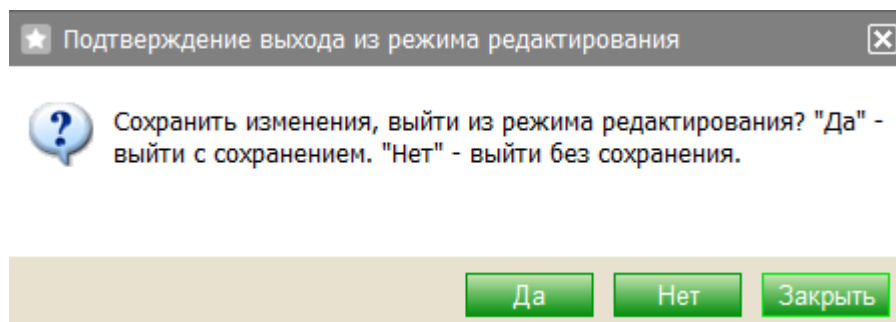 Подтверждение выхода из режима редактирования
Сохранить изменения, выйти из режима редактирования? "Да" -
выйти с сохранением. "Нет" - выйти без сохранения.
Да Нет Закрыть